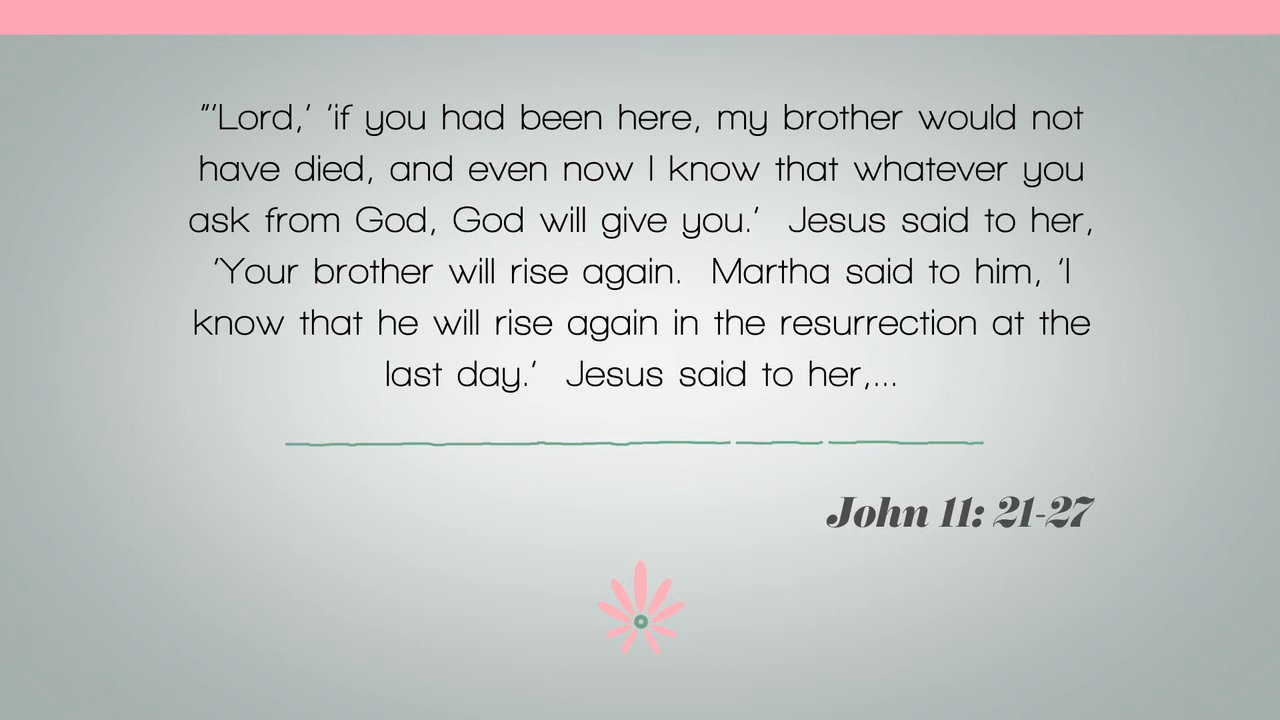 "'Lord,' 'if you had been here, my brother would not
have died, and even now I know that whatever you
ask from God, God will give you.'  Jesus said to her,
'Your brother will rise again.  Martha said to him, 'I
know that he will rise again in the resurrection at the
last day.'  Jesus said to her,...
John 11: 21-27